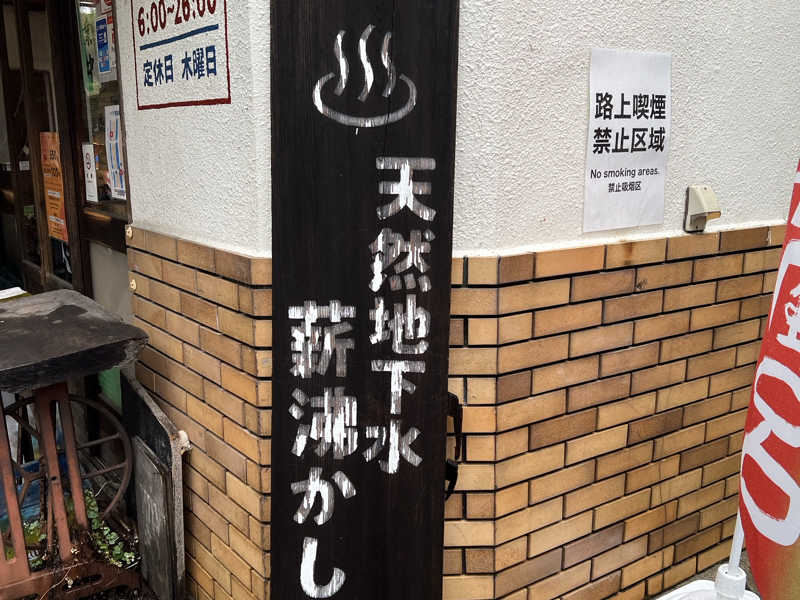 6:00~26:00
定休日 木曜日
天然地下水
薪沸かし
路上喫煙
禁止区域
No smoking areas.
禁止吸烟区